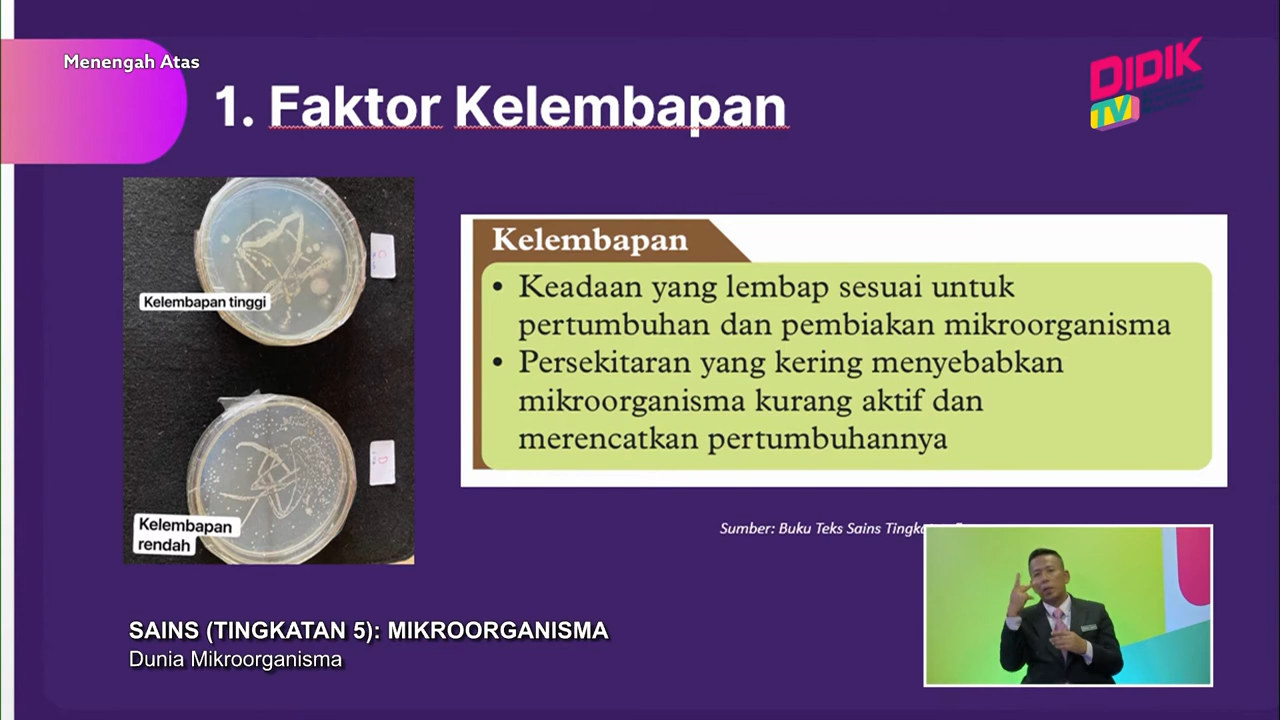 Menengah Atas
DIDIK
TV
1. Faktor Kelembapan
Kelembapan tinggi
C
Kelembapan
rendah
D
Kelembapan
• Keadaan yang lembap sesuai untuk
pertumbuhan dan pembiakan mikroorganisma
• Persekitaran yang kering menyebabkan
mikroorganisma kurang aktif dan
merencatkan pertumbuhannya
Sumber: Buku Teks Sains
SAINS (TINGKATAN 5): MIKROORGANISMA
Dunia Mikroorganisma